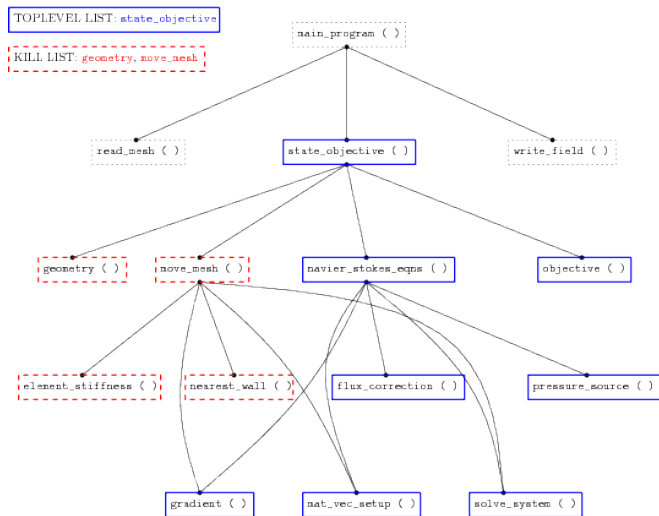 TOPLEVEL LIST: state_objective
main_program ( )
KILL LIST: geometry, move_mesh
read_mesh ( )
state_objective ( )
write_field ( )
geometry ( )
move_mesh ( )
navier_stokes_eqns ( )
objective ( )
element_stiffness ( )
nearest_wall ( )
flux_correction ( )
pressure_source ( )
gradient ( )
mat_vec_setup ( )
solve_system ( )